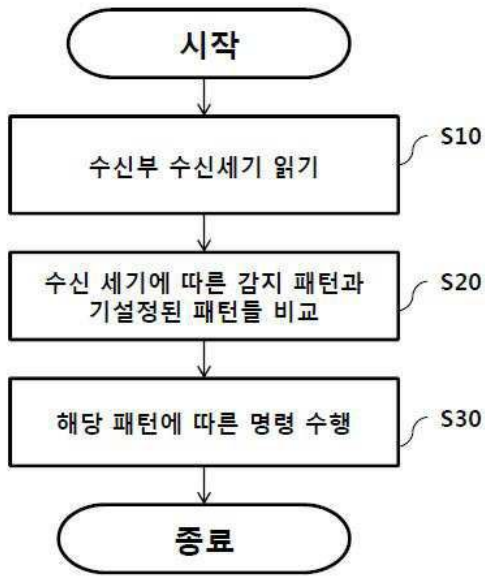 시작
수신부 수신세기 읽기
S10
수신 세기에 따른 감지 패턴과
기설정된 패턴들 비교
S20
해당 패턴에 따른 명령 수행
S30
종료